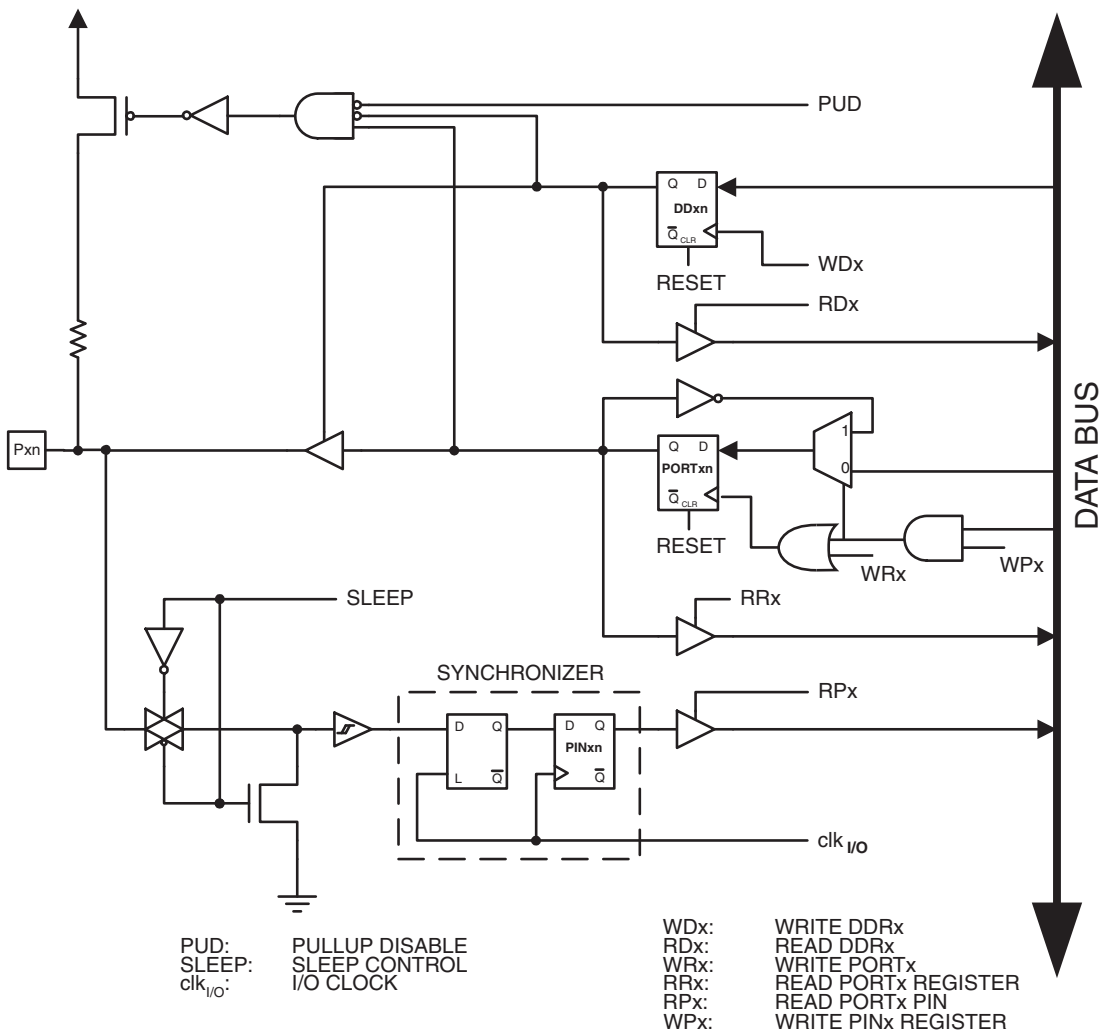 PUD
Q D
DDxn
Q CLR
WDx
RESET
RDx
DATA BUS
Pxn
1
Q D
PORTxn
0
Q CLR
RESET
WRx
WPx
SLEEP
RRx
SYNCHRONIZER
RPx
D Q
D Q
PINxn
L Q
Q
clk I/O
PUD: PULLUP DISABLE
SLEEP: SLEEP CONTROL
clkI/O: I/O CLOCK
WDx: WRITE DDRx
RDx: READ DDRx
WRx: WRITE PORTx
RRx: READ PORTx REGISTER
RPx: READ PORTx PIN
WPx: WRITE PINx REGISTER